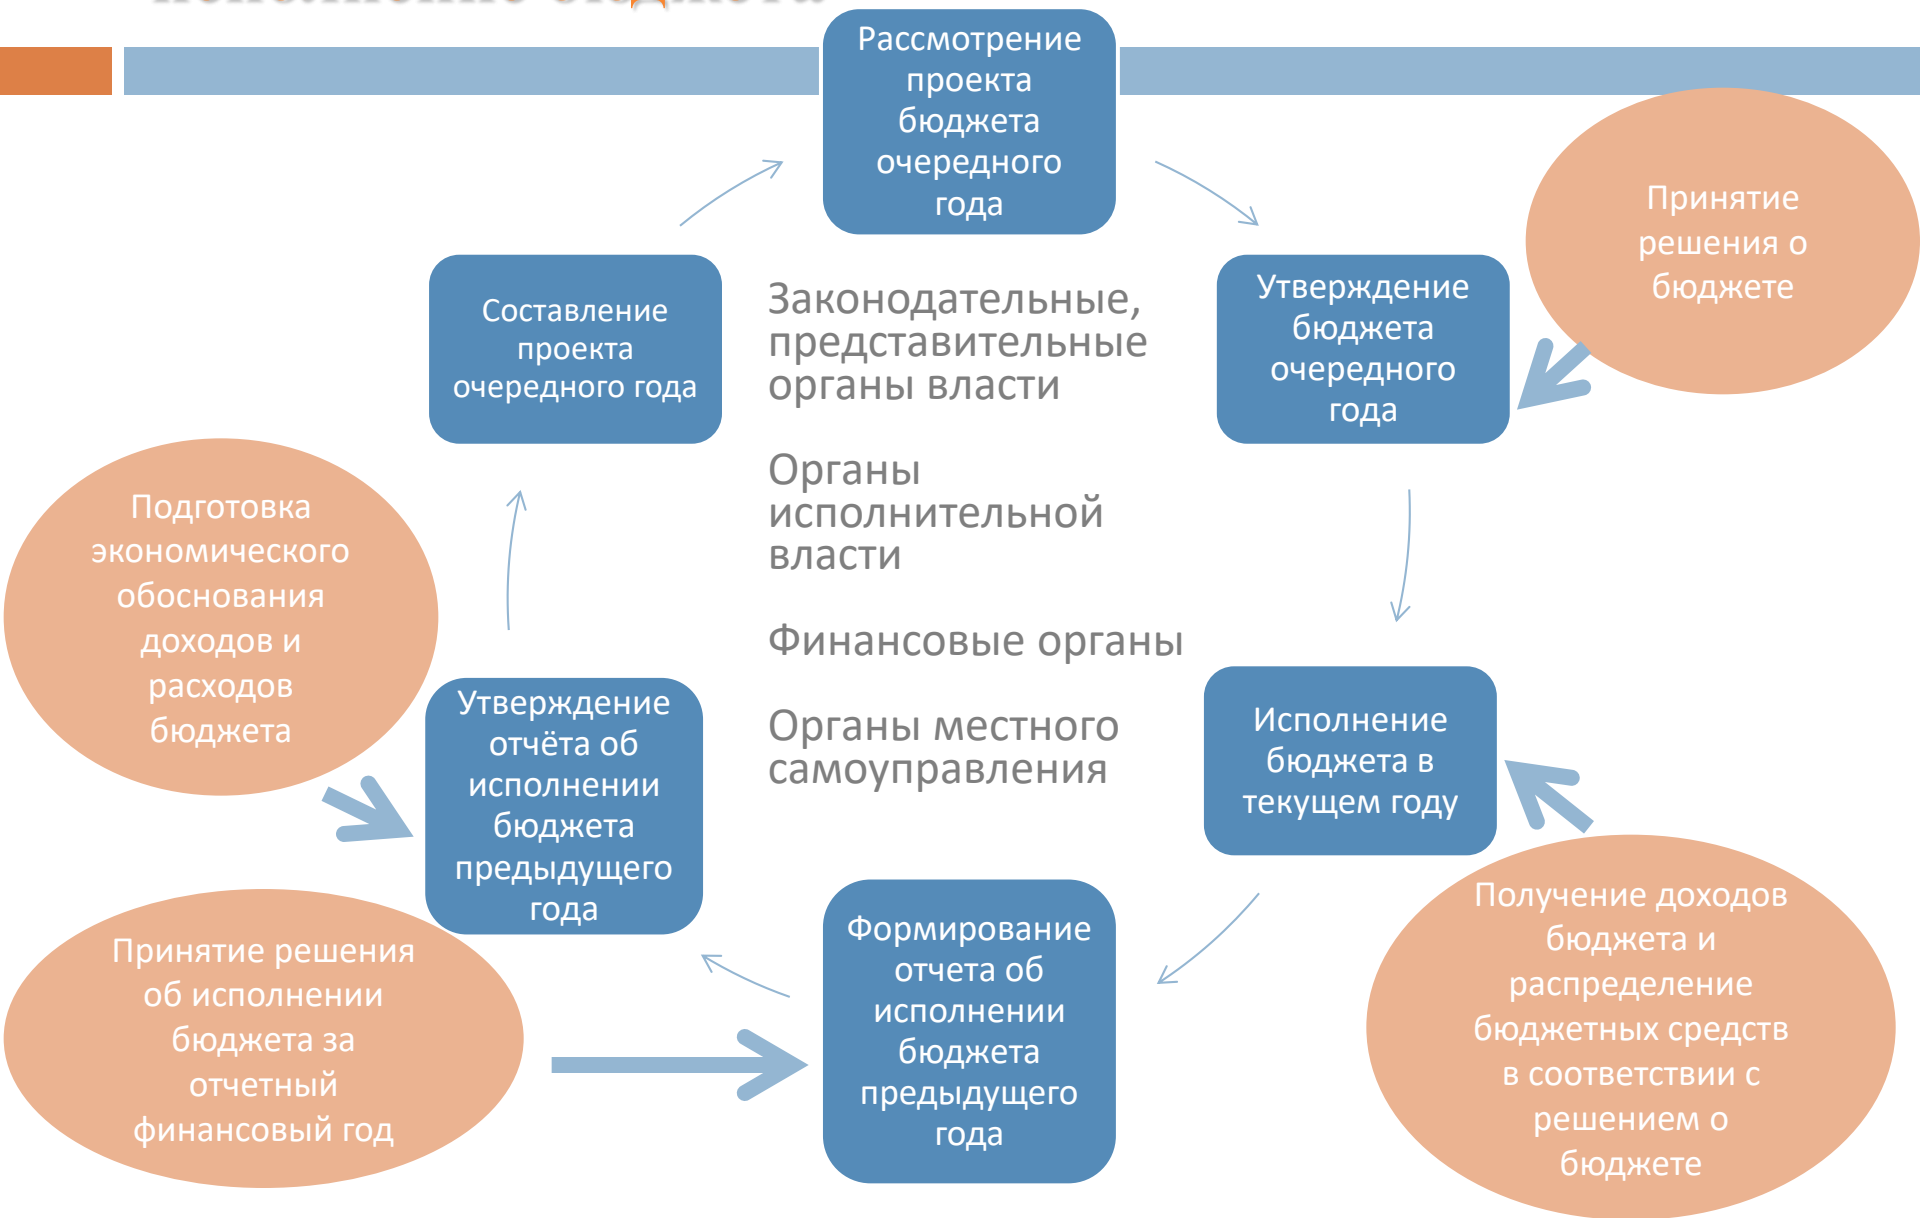 Рассмотрение
проекта
бюджета
очередного
года
Принятие
решения о
бюджете
Утверждение
бюджета
очередного
года
Составление
проекта
очередного года
Законодательные,
представительные
органы власти
Органы
исполнительной
власти
Финансовые органы
Органы местного
самоуправления
Подготовка
экономического
обоснования
доходов и
расходов
бюджета
Утверждение
отчёта об
исполнении
бюджета
предыдущего
года
Исполнение
бюджета в
текущем году
Принятие решения
об исполнении
бюджета за
отчетный
финансовый год
Формирование
отчета об
исполнении
бюджета
предыдущего
года
Получение доходов
бюджета и
распределение
бюджетных средств
в соответствии с
решением о
бюджете